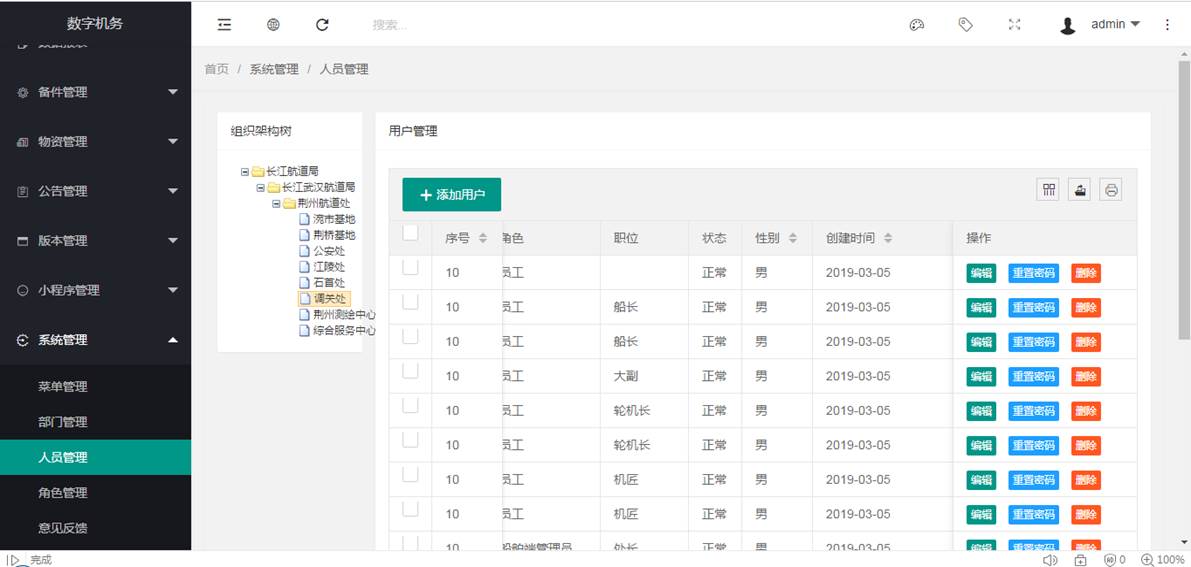 数字机务
搜索...
admin
备件管理
物资管理
公告管理
版本管理
小程序管理
系统管理
菜单管理
部门管理
人员管理
角色管理
意见反馈
首页 / 系统管理 / 人员管理
组织架构树
长江航道局
长江武汉航道局
荆州航道处
涴市基地
荆桥基地
公安处
江陵处
石首处
调关处
荆州测绘中心
综合服务中心
用户管理
添加用户
序号 角色 职位 状态 性别 创建时间 操作
10 员工 正常 男 2019-03-05 编辑 重置密码 删除
10 员工 船长 正常 男 2019-03-05 编辑 重置密码 删除
10 员工 船长 正常 男 2019-03-05 编辑 重置密码 删除
10 员工 大副 正常 男 2019-03-05 编辑 重置密码 删除
10 员工 轮机长 正常 男 2019-03-05 编辑 重置密码 删除
10 员工 轮机长 正常 男 2019-03-05 编辑 重置密码 删除
10 员工 机匠 正常 男 2019-03-05 编辑 重置密码 删除
10 员工 机匠 正常 男 2019-03-05 编辑 重置密码 删除
10 船舶端管理员 处长 正常 男 2019-03-05 编辑 重置密码 删除
完成
0
100%